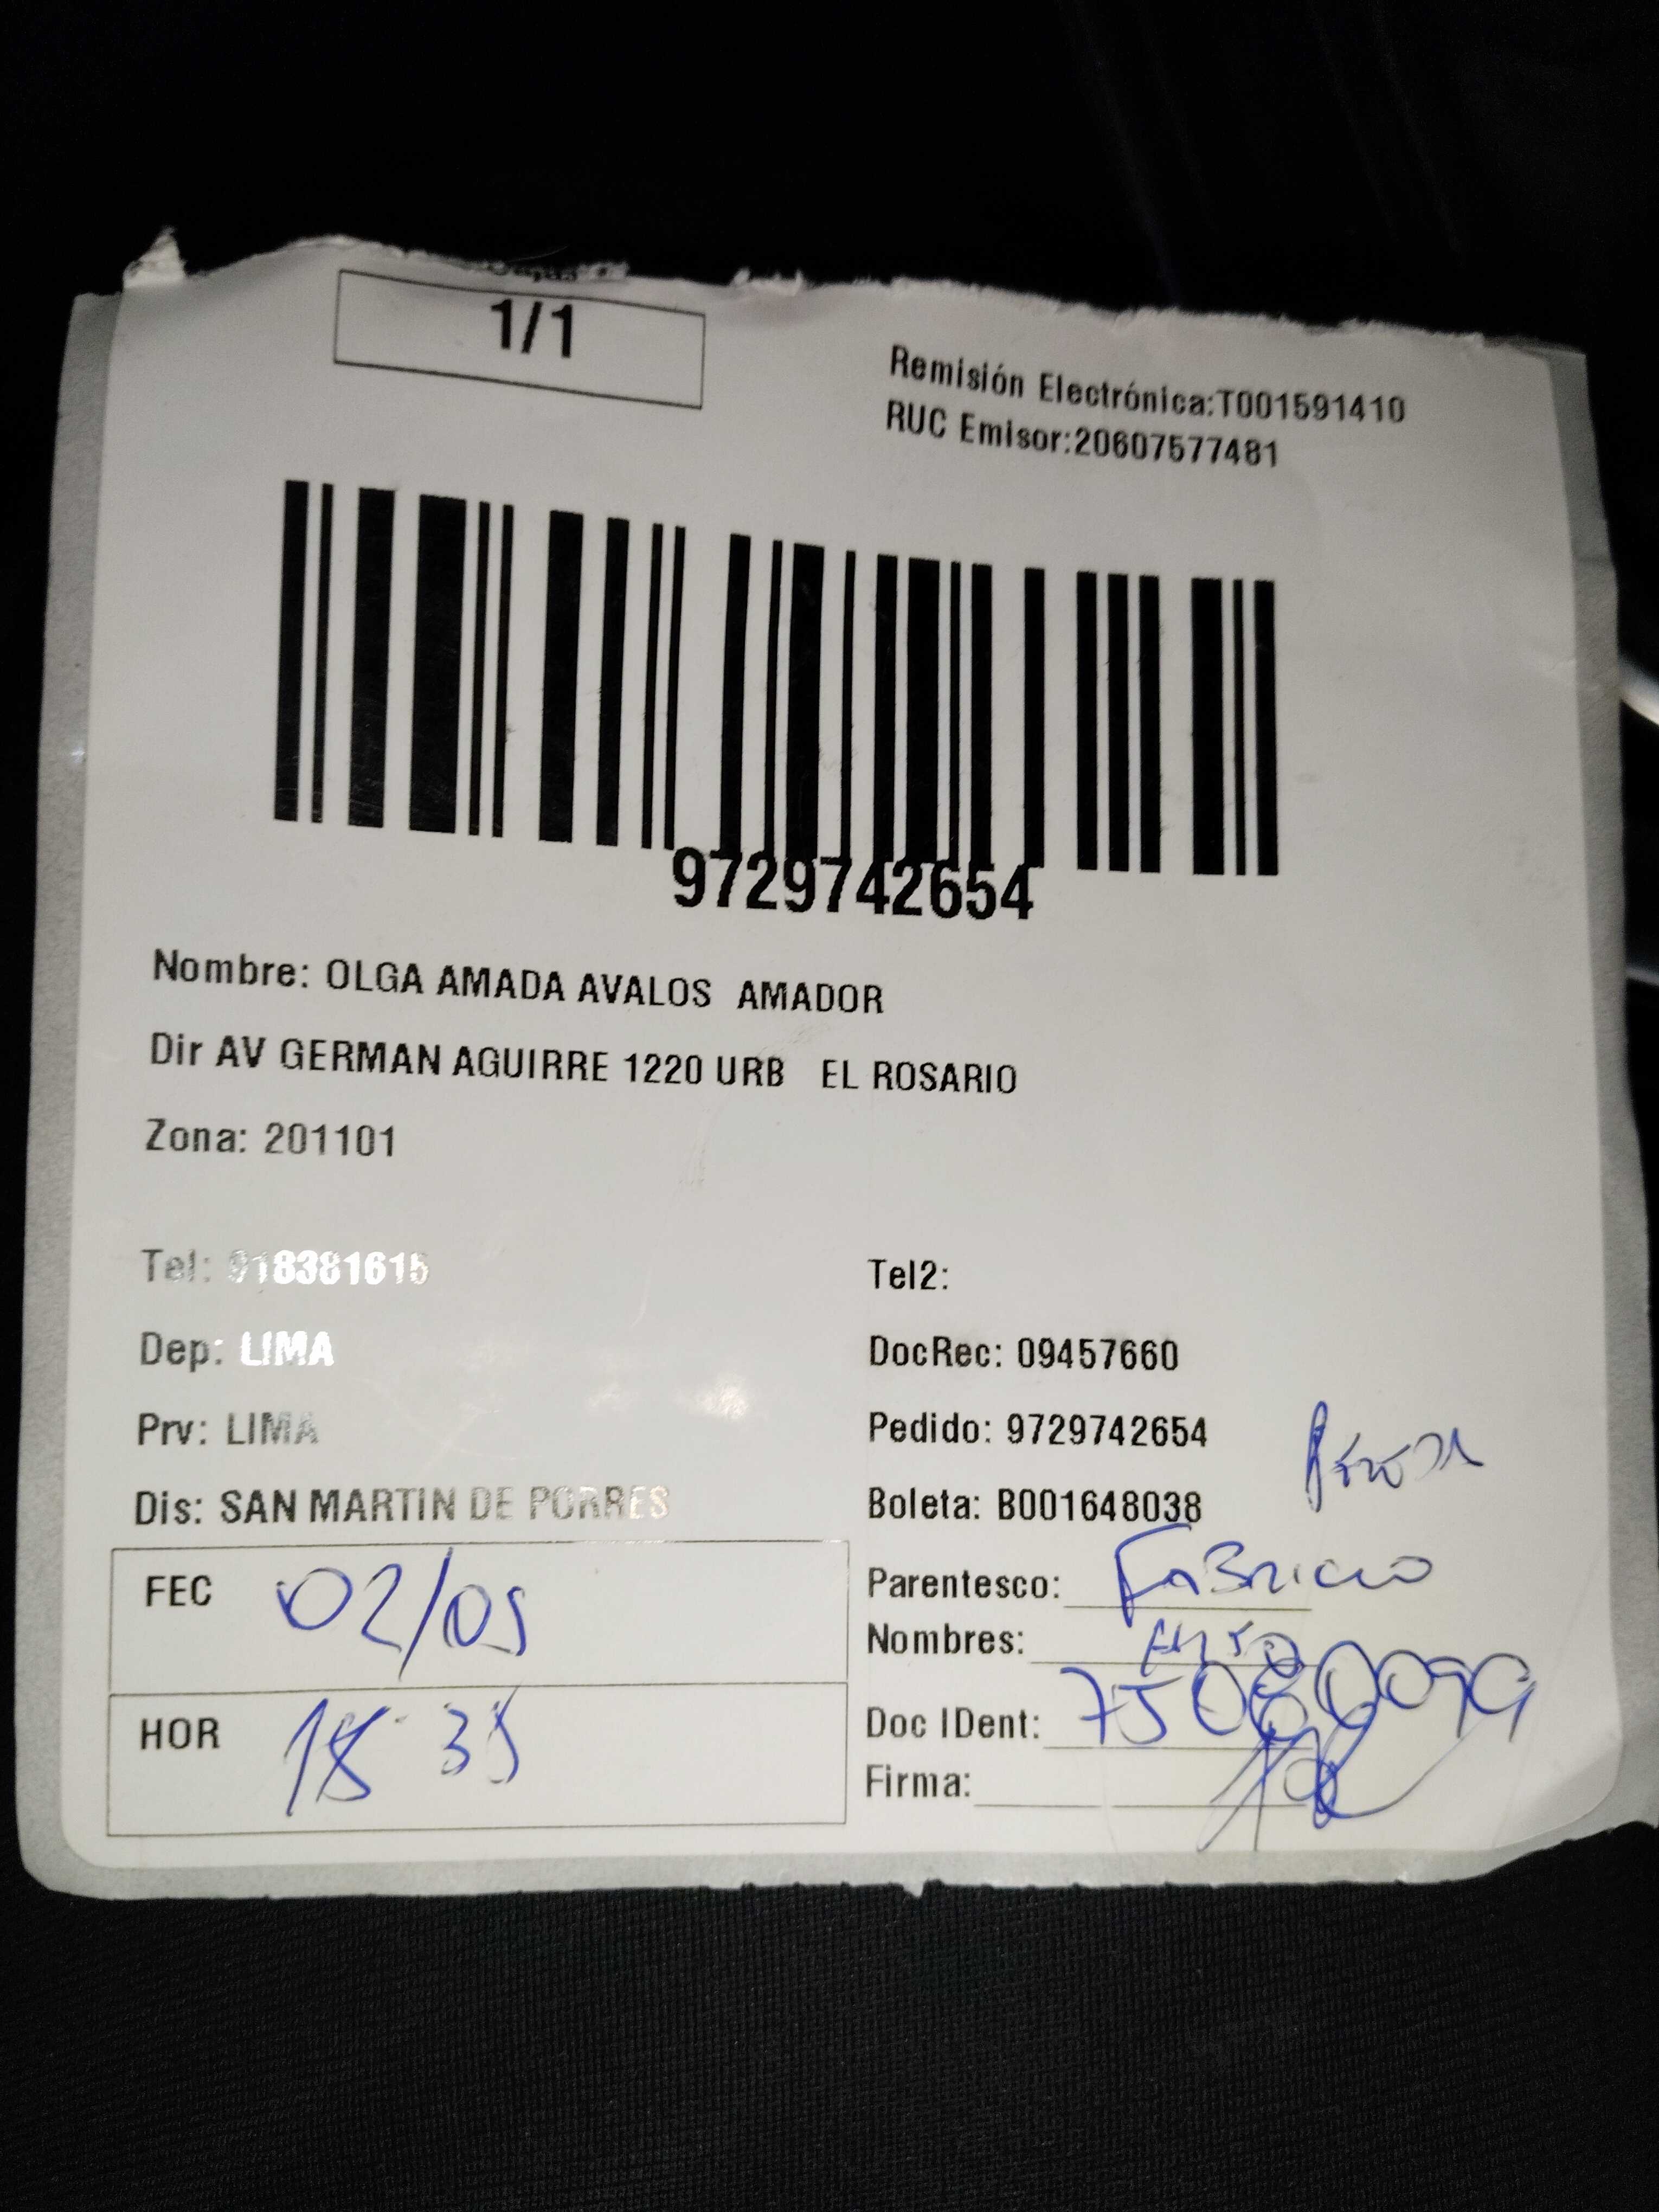 1/1
Remisión Electrónica:T001591410
RUC Emisor:20607577481
9729742654
Nombre: OLGA AMADA AVALOS AMADOR
Dir AV GERMAN AGUIRRE 1220 URB EL ROSARIO
Zona: 201101
Tel: 918381615
Tel2:
Dep: LIMA
DocRec: 09457660
Prv: LIMA
Pedido: 9729742654
Dis: SAN MARTIN DE PORRES
Boleta: B001648038
FEC 02/05
Parentesco: FaBricio
Nombres:
HOR 18 35
Doc IDent:
Firma: